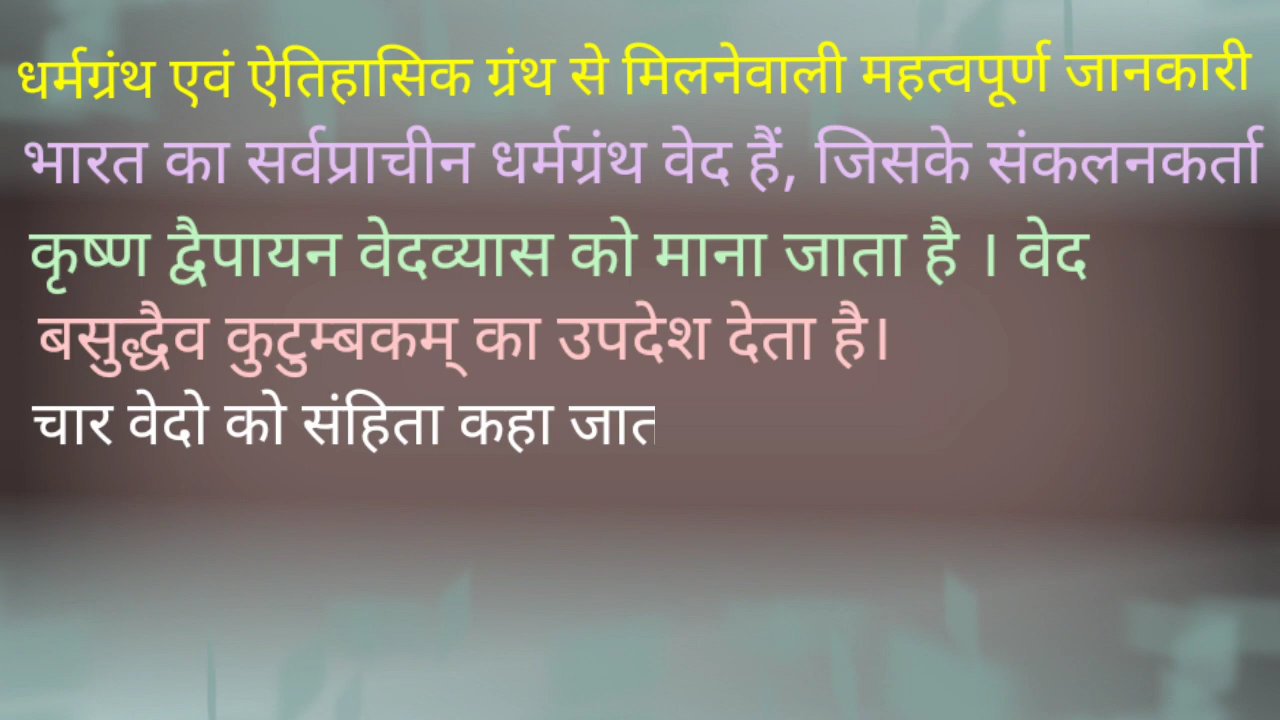 धर्मग्रंथ एवं ऐतिहासिक ग्रंथ से मिलनेवाली महत्वपूर्ण जानकारी
भारत का सर्वप्राचीन धर्मग्रंथ वेद हैं, जिसके संकलनकर्ता
कृष्ण द्वैपायन वेदव्यास को माना जाता है । वेद
बसुद्धैव कुटुम्बकम् का उपदेश देता है।
चार वेदो को संहिता कहा जात